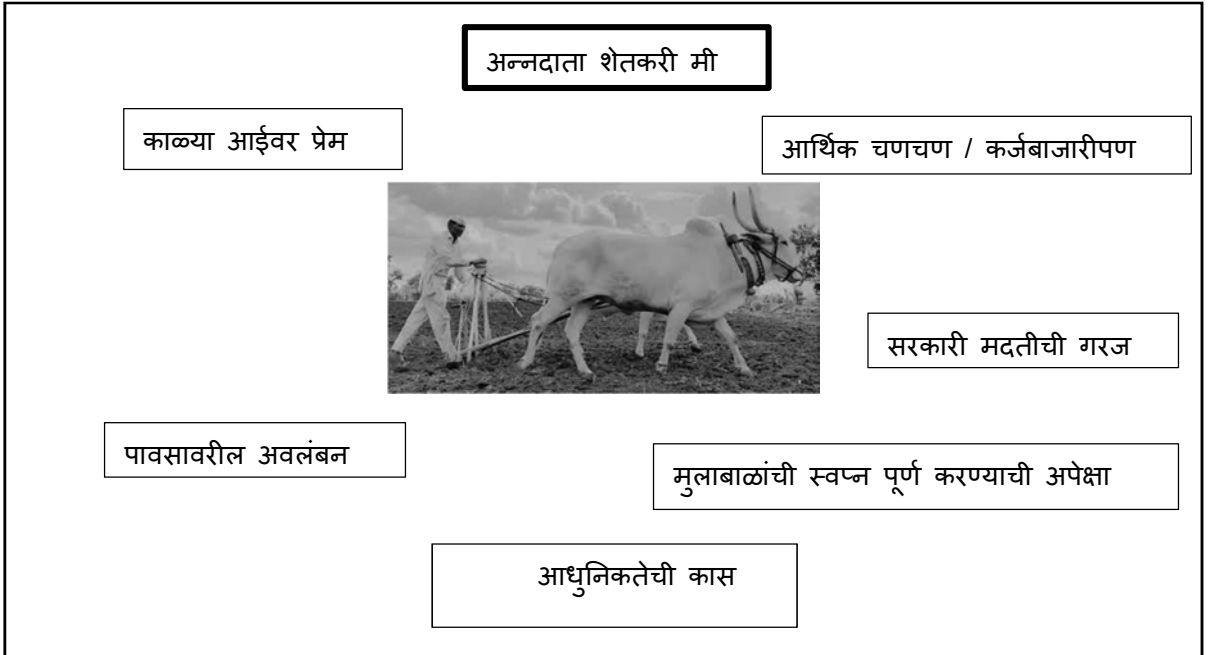 अन्नदाता शेतकरी मी
काळ्या आईवर प्रेम
आर्थिक चणचण / कर्जबाजारीपण
सरकारी मदतीची गरज
पावसावरील अवलंबन
मुलाबाळांची स्वप्न पूर्ण करण्याची अपेक्षा
आधुनिकतेची कास